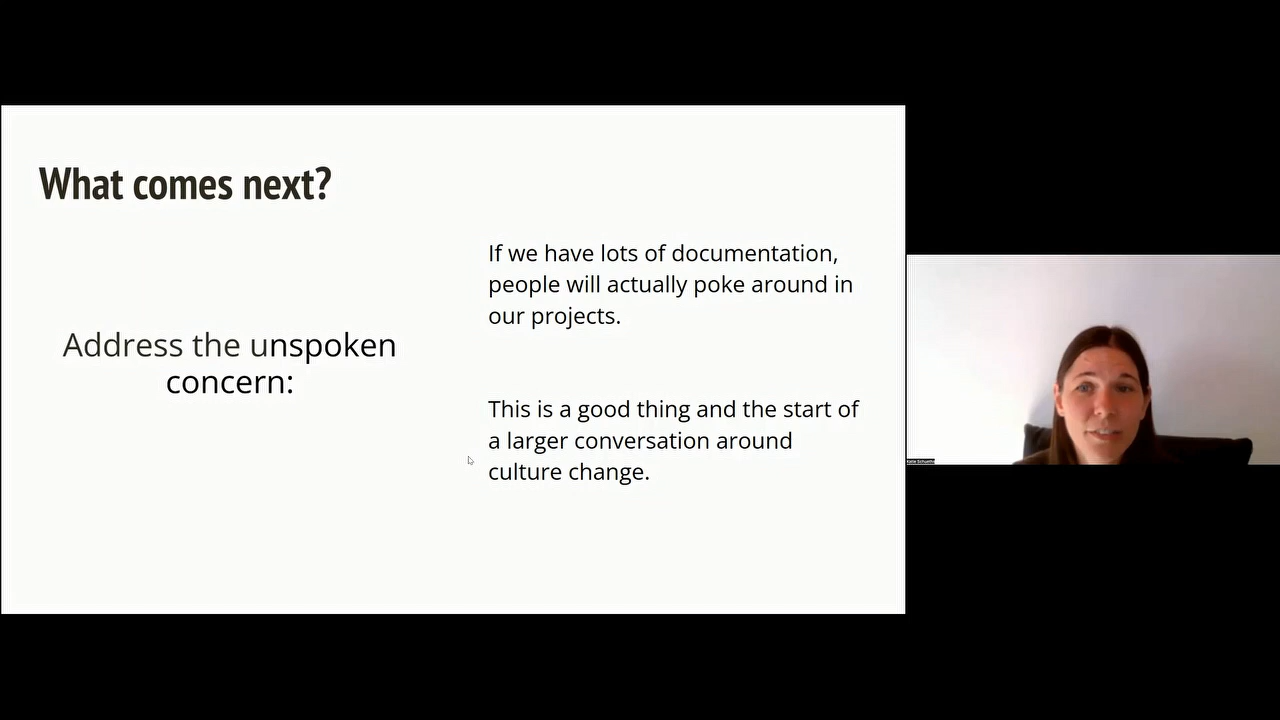 What comes next?
Address the unspoken
concern:
If we have lots of documentation,
people will actually poke around in
our projects.
This is a good thing and the start of
a larger conversation around
culture change.